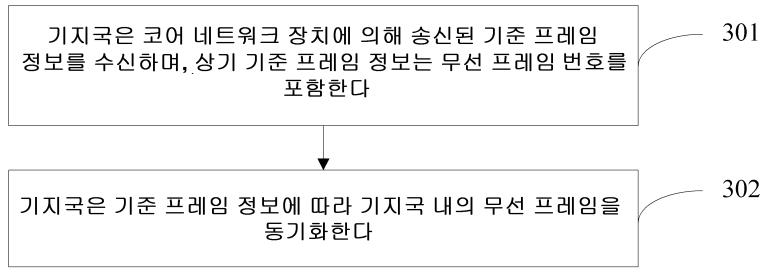 기지국은 코어 네트워크 장치에 의해 송신된 기준 프레임
정보를 수신하며, 상기 기준 프레임 정보는 무선 프레임 번호를
포함한다
301
기지국은 기준 프레임 정보에 따라 기지국 내의 무선 프레임을
동기화한다
302